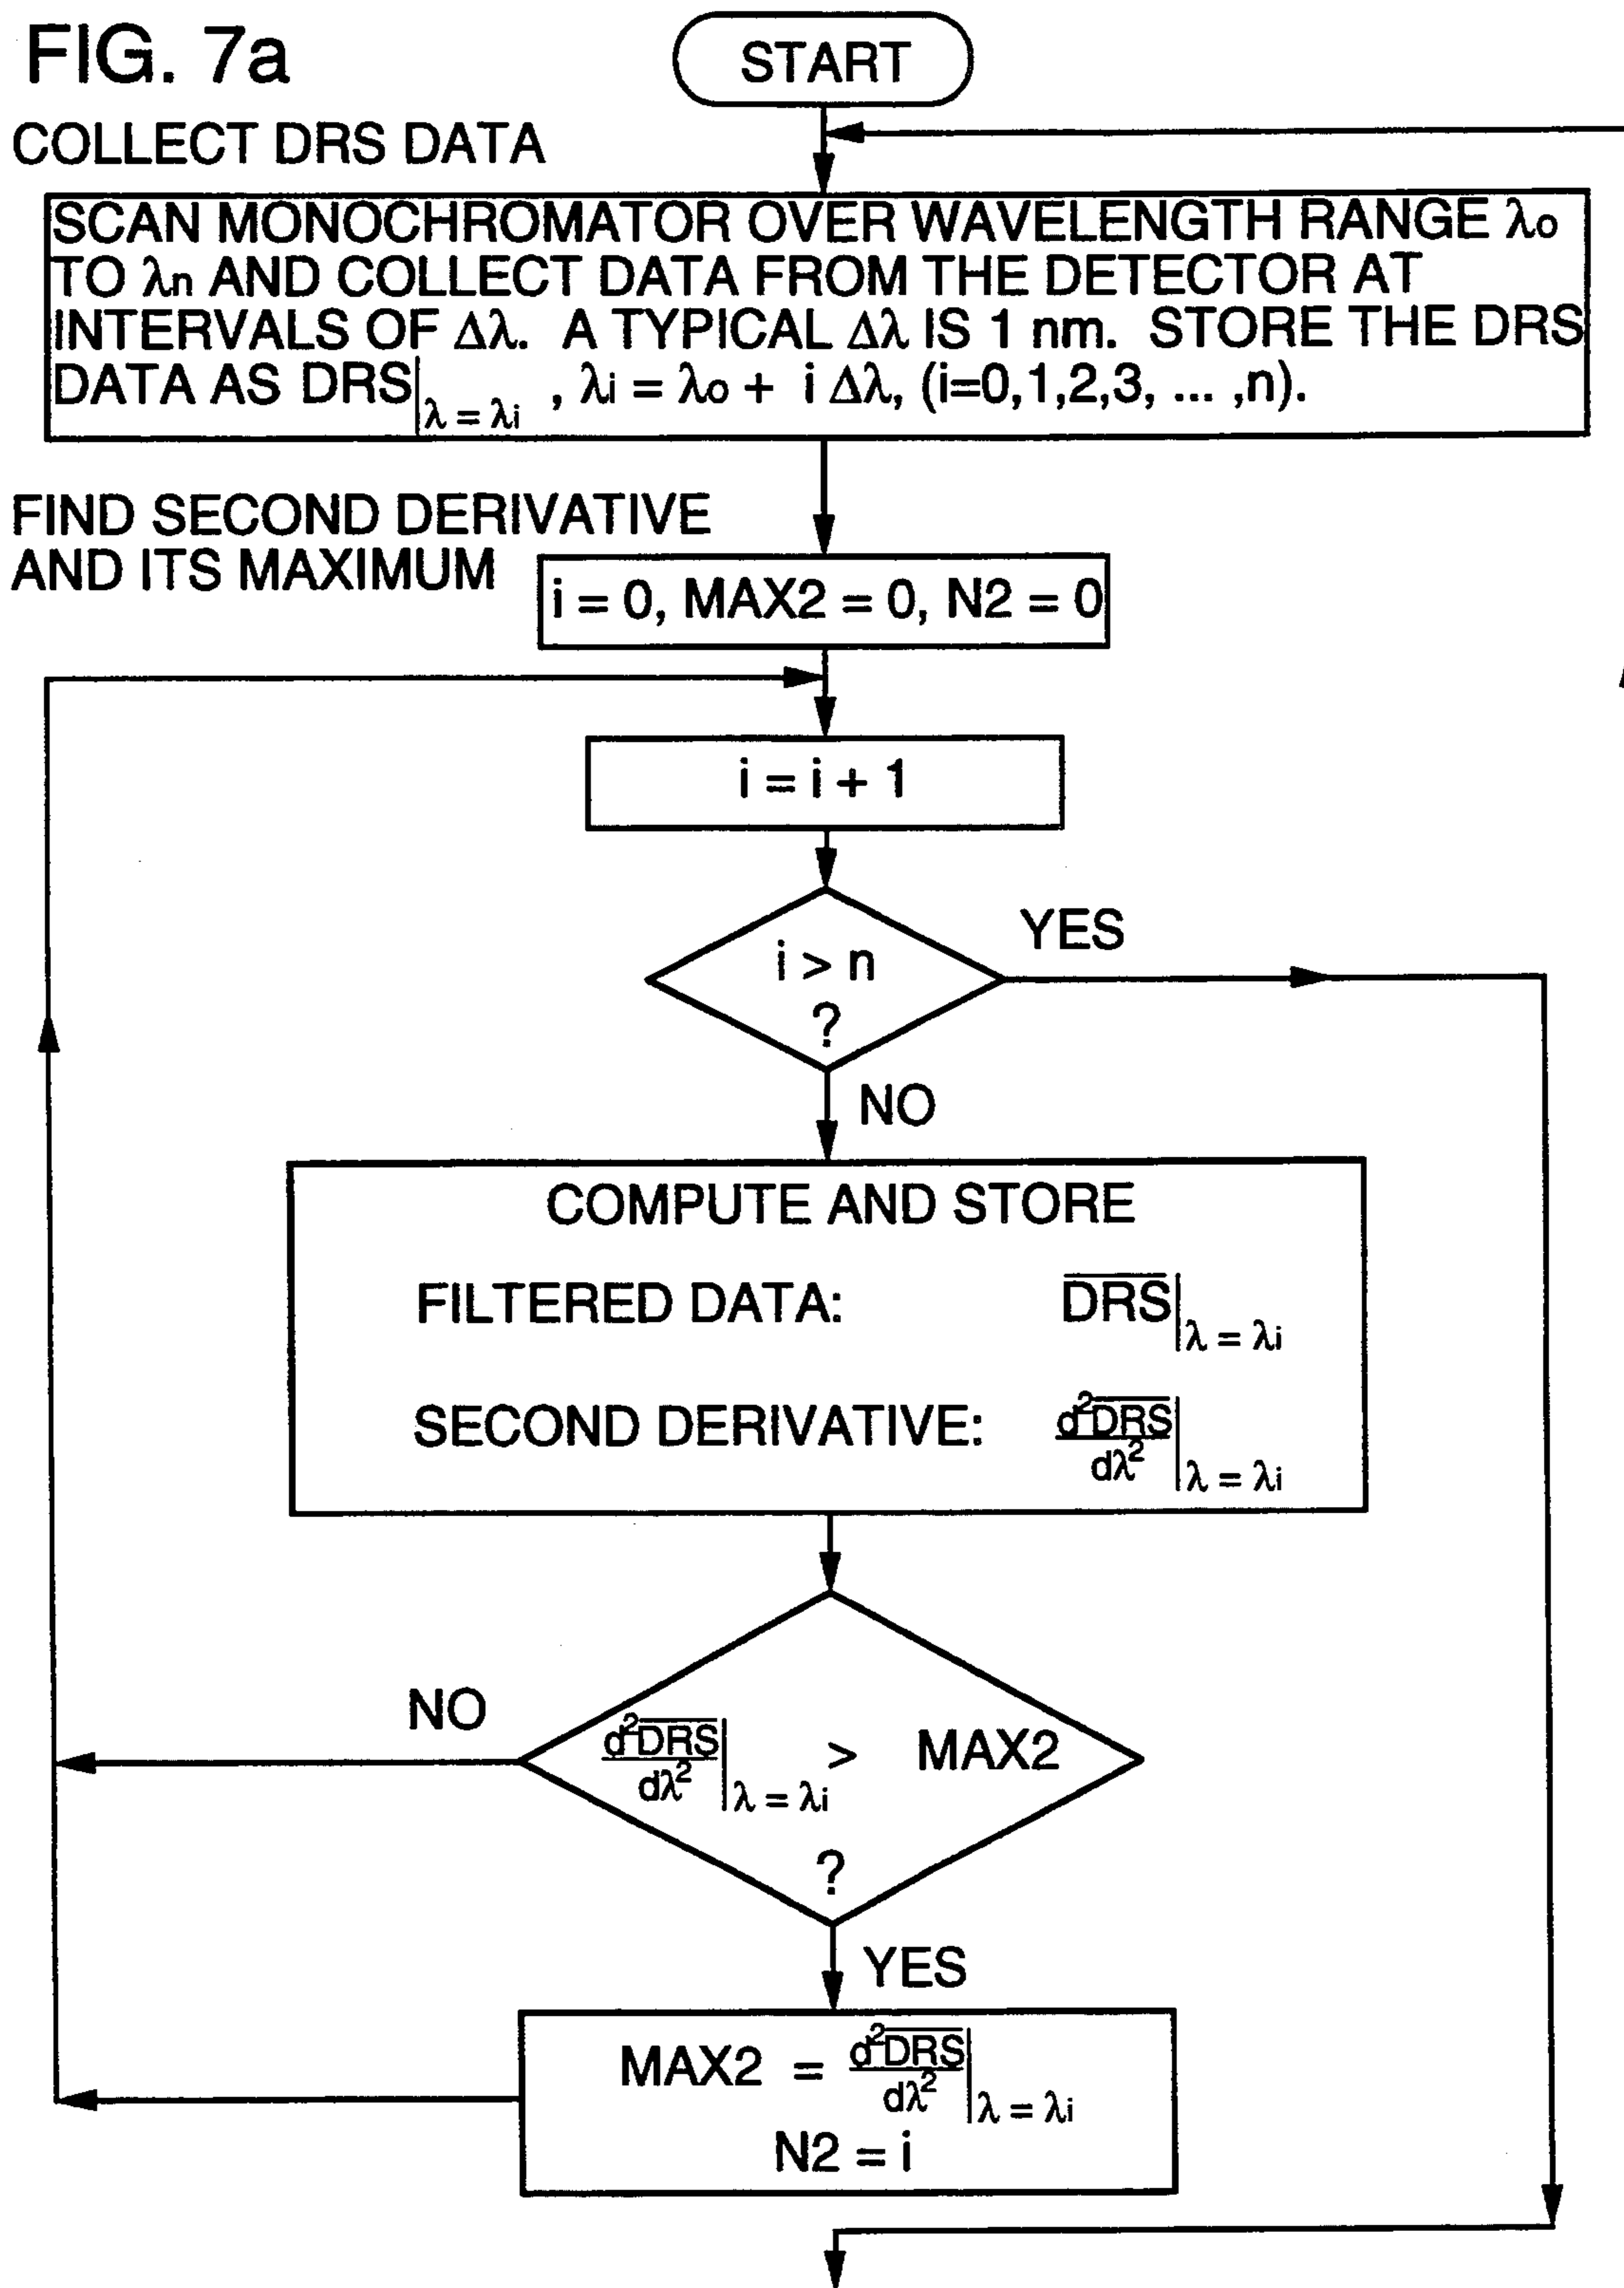 FIG. 7a
START
COLLECT DRS DATA
SCAN MONOCHROMATOR OVER WAVELENGTH RANGE λo
TO λn AND COLLECT DATA FROM THE DETECTOR AT
INTERVALS OF Δλ. A TYPICAL Δλ IS 1 nm. STORE THE DRS
DATA AS DRS|λ = λi , λi = λo + i Δλ, (i=0,1,2,3, ... ,n).
FIND SECOND DERIVATIVE
AND ITS MAXIMUM
i = 0, MAX2 = 0, N2 = 0
i = i + 1
i > n
?
YES
NO
COMPUTE AND STORE
FILTERED DATA: D̅R̅S̅|λ = λi
SECOND DERIVATIVE: d²D̅R̅S̅/dλ²|λ = λi
NO
d²D̅R̅S̅/dλ²|λ = λi > MAX2
?
YES
MAX2 = d²D̅R̅S̅/dλ²|λ = λi
N2 = i